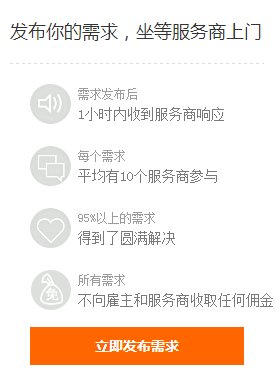 发布你的需求，坐等服务商上门
需求发布后
1小时内收到服务商响应
每个需求
平均有10个服务商参与
95%以上的需求
得到了圆满解决
免
所有需求
不向雇主和服务商收取任何佣金
立即发布需求